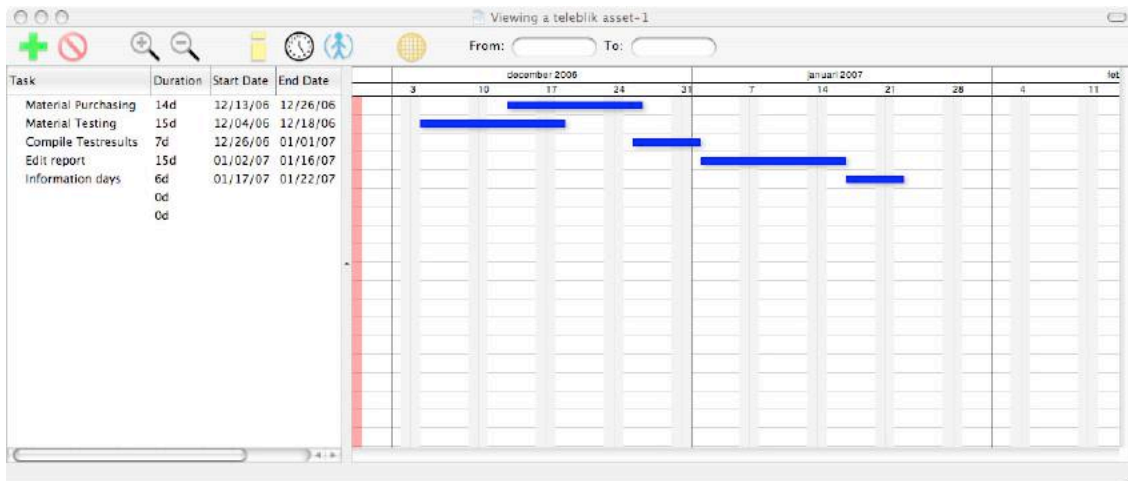 Viewing a teleblik asset-1
From: To:
Task Duration Start Date End Date
december 2006 januari 2007 feb
3 10 17 24 31 7 14 21 28 4 11
Material Purchasing 14d 12/13/06 12/26/06
Material Testing 15d 12/04/06 12/18/06
Compile Testresults 7d 12/26/06 01/01/07
Edit report 15d 01/02/07 01/16/07
Information days 6d 01/17/07 01/22/07
0d
0d